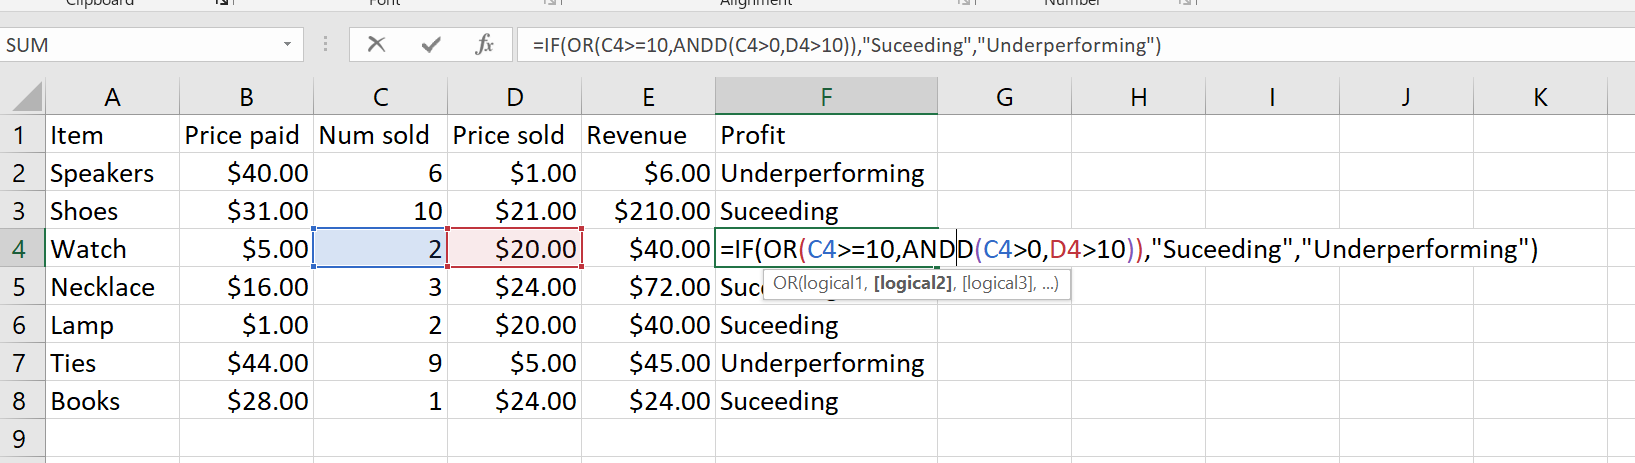 Clipboard Font Alignment Number
SUM =IF(OR(C4>=10,ANDD(C4>0,D4>10)),"Suceeding","Underperforming")
A B C D E F G H I J K
1 Item Price paid Num sold Price sold Revenue Profit
2 Speakers $40.00 6 $1.00 $6.00 Underperforming
3 Shoes $31.00 10 $21.00 $210.00 Suceeding
4 Watch $5.00 2 $20.00 $40.00 =IF(OR(C4>=10,ANDD(C4>0,D4>10)),"Suceeding","Underperforming")
OR(logical1, [logical2], [logical3], ...)
5 Necklace $16.00 3 $24.00 $72.00 Suc
6 Lamp $1.00 2 $20.00 $40.00 Suceeding
7 Ties $44.00 9 $5.00 $45.00 Underperforming
8 Books $28.00 1 $24.00 $24.00 Suceeding
9